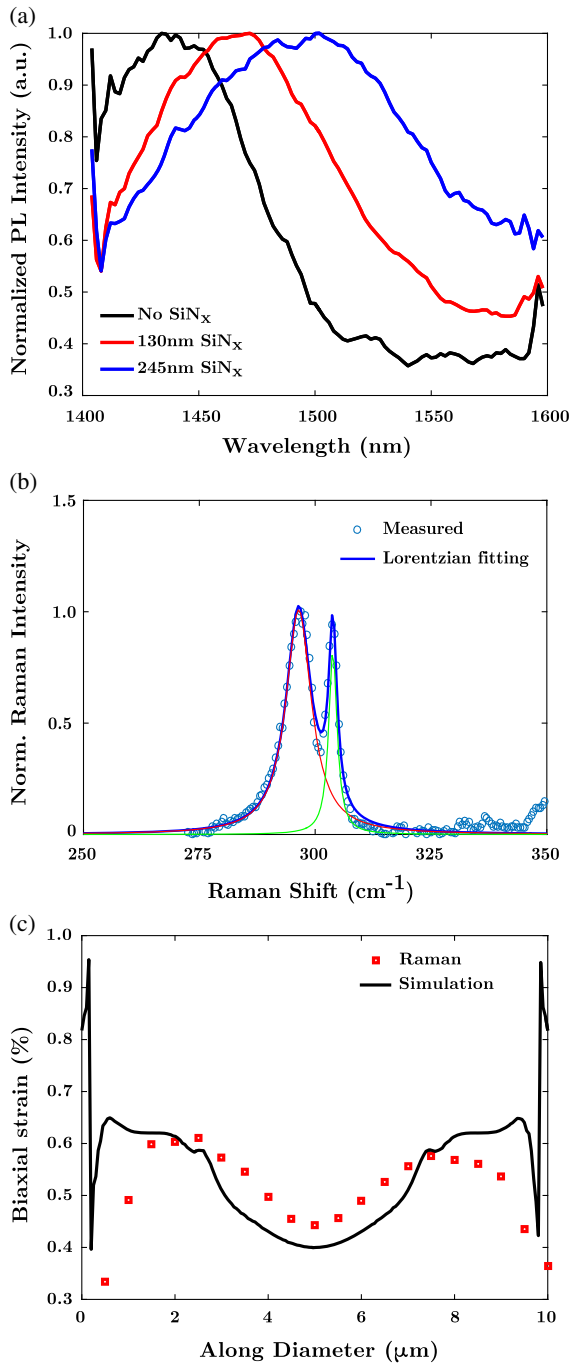 (a)
1.0
0.9
0.8
0.7
0.6
0.5
0.4
0.3
Normalized PL Intensity (a.u.)
No SiNx
130nm SiNx
245nm SiNx
1400 1450 1500 1550 1600
Wavelength (nm)
(b)
1.5
1.0
0.5
0
Norm. Raman Intensity
Measured
Lorentzian fitting
250 275 300 325 350
Raman Shift (cm-1)
(c)
1.0
0.9
0.8
0.7
0.6
0.5
0.4
0.3
Biaxial strain (%)
Raman
Simulation
0 2 4 6 8 10
Along Diameter (μm)